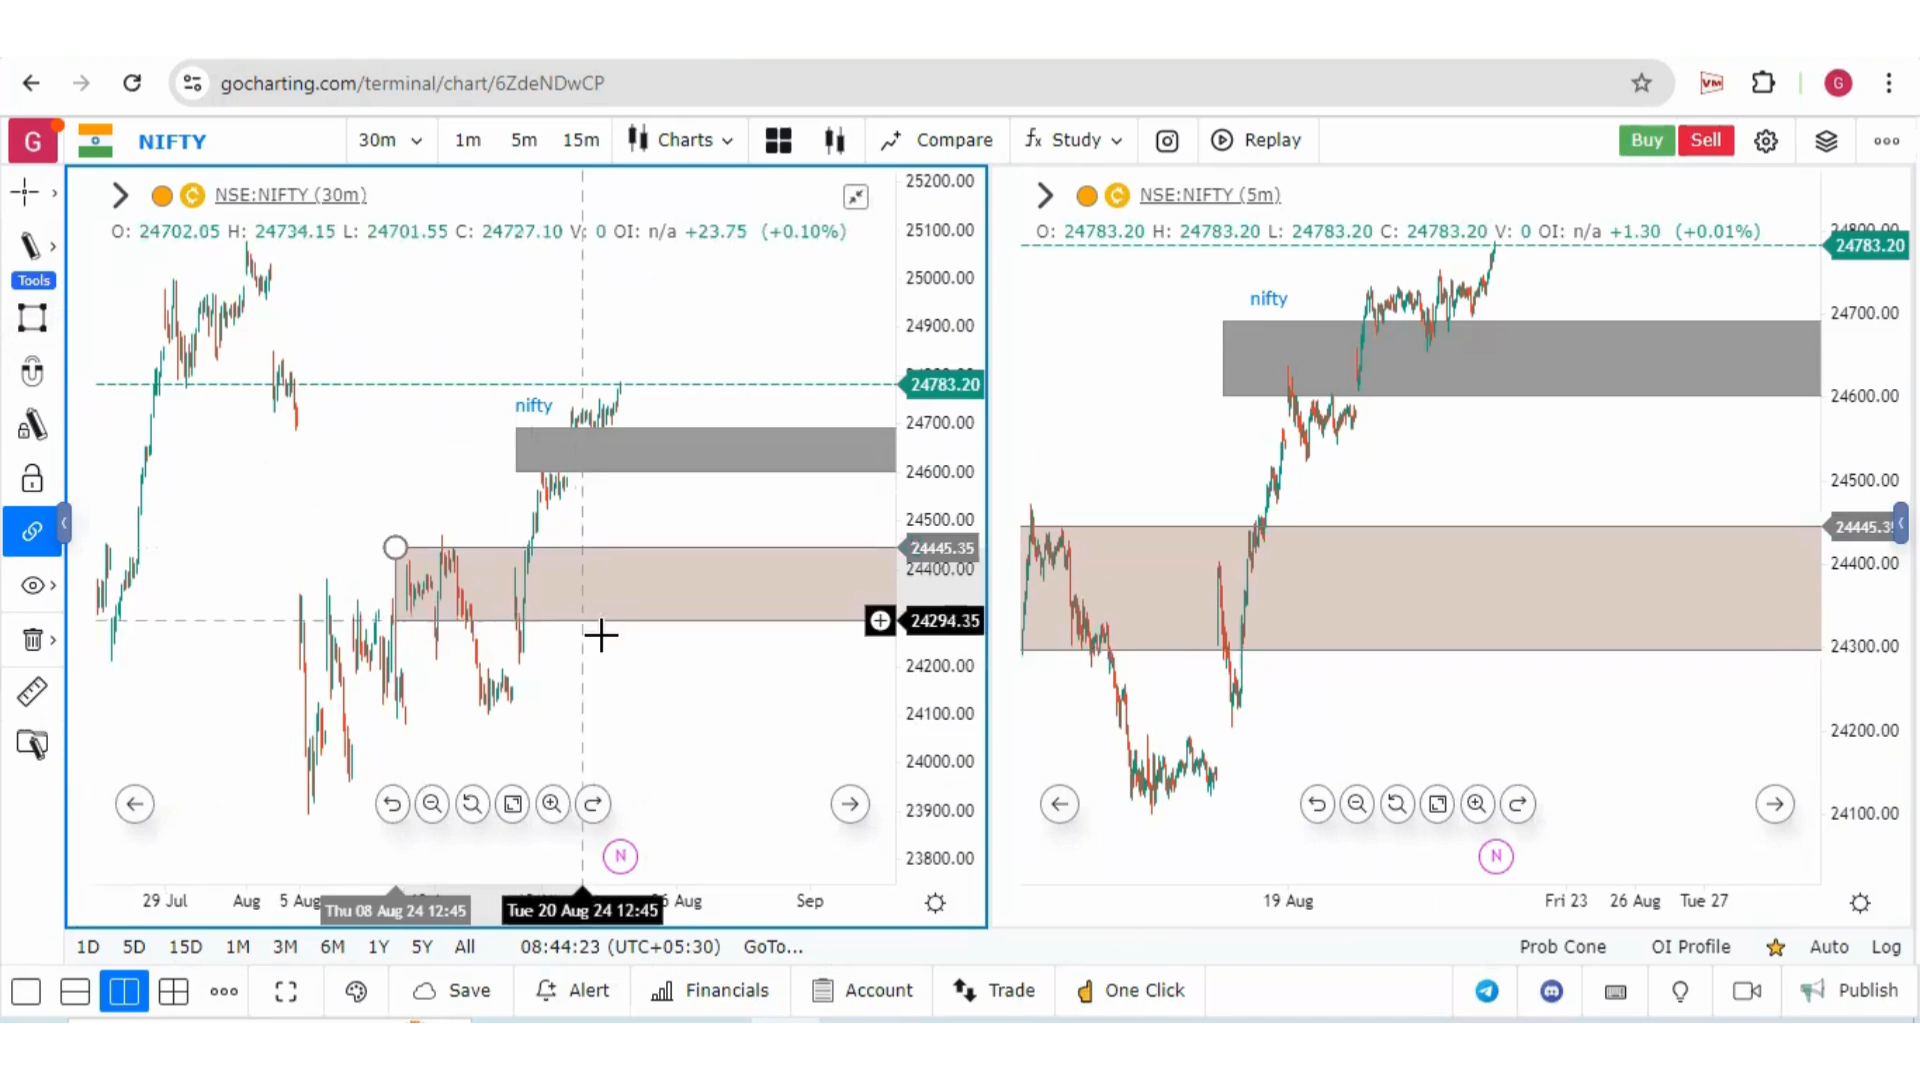 gocharting.com/terminal/chart/6ZdeNDwCP
VM
G
G
NIFTY
30m
1m
5m
15m
Charts
Compare
fx Study
Replay
Buy
Sell
Tools
NSE:NIFTY (30m)
O: 24702.05 H: 24734.15 L: 24701.55 C: 24727.10 V: 0 OI: n/a +23.75 (+0.10%)
nifty
25200.00
25100.00
25000.00
24900.00
24783.20
24700.00
24600.00
24500.00
24445.35
24400.00
24294.35
24200.00
24100.00
24000.00
23900.00
23800.00
N
29 Jul
Aug
5 Aug
Thu 08 Aug 24 12:45
Tue 20 Aug 24 12:45
6 Aug
Sep
NSE:NIFTY (5m)
O: 24783.20 H: 24783.20 L: 24783.20 C: 24783.20 V: 0 OI: n/a +1.30 (+0.01%)
nifty
24783.20
24700.00
24600.00
24500.00
24445.3
24400.00
24300.00
24200.00
24100.00
N
19 Aug
Fri 23
26 Aug
Tue 27
1D 5D 15D 1M 3M 6M 1Y 5Y All 08:44:23 (UTC+05:30) GoTo...
Prob Cone OI Profile Auto Log
Save
Alert
Financials
Account
Trade
One Click
Publish